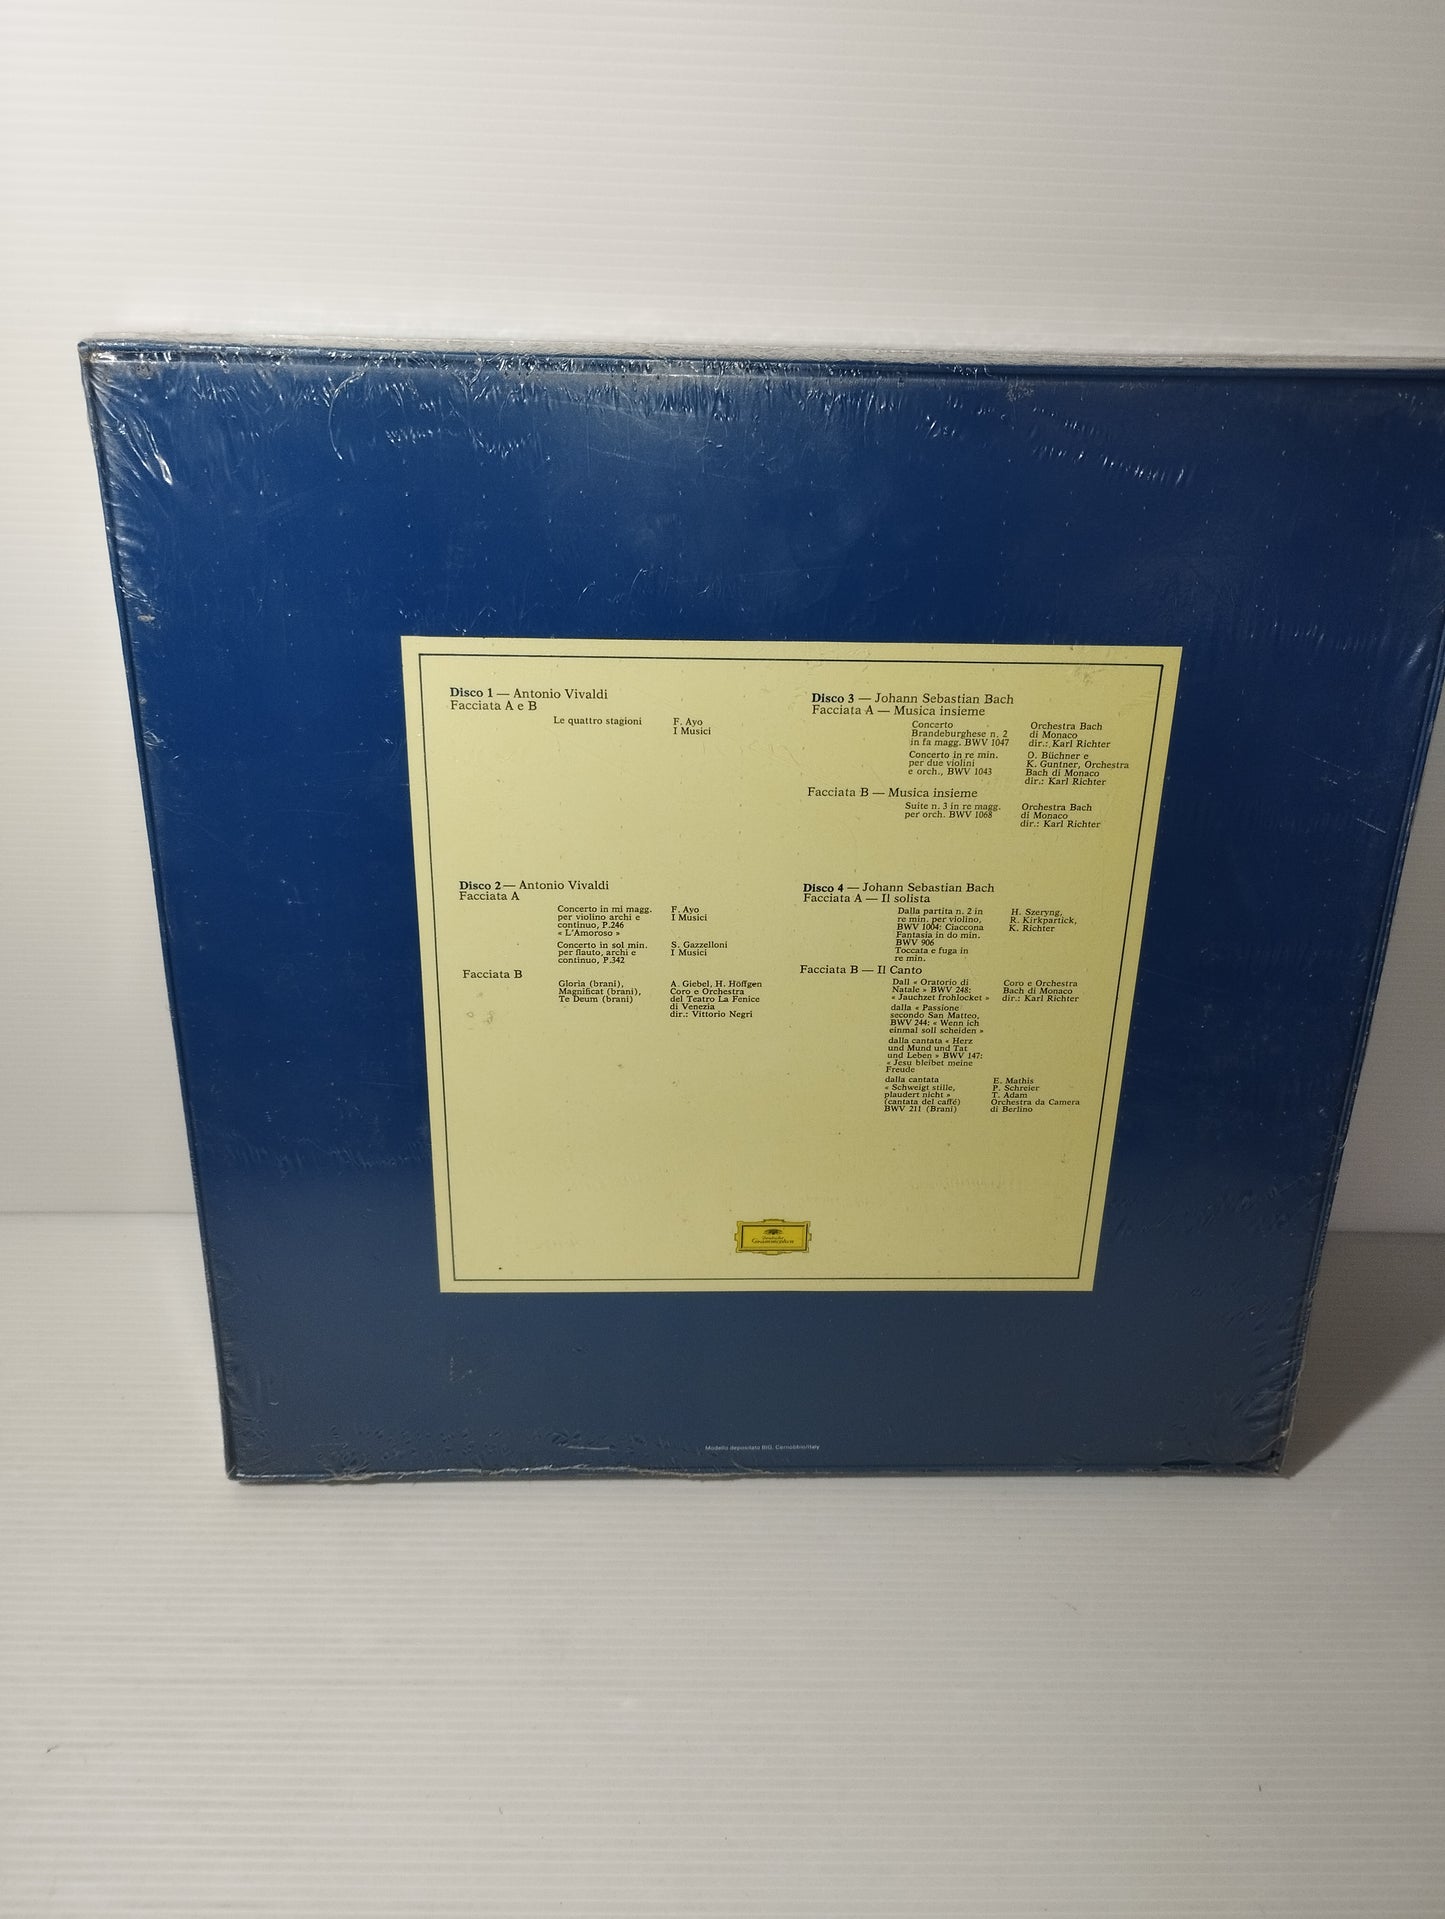 Disco 1 — Antonio Vivaldi
Facciata A e B
Le quattro stagioni
F. Ayo
I Musici
Disco 2 — Antonio Vivaldi
Facciata A
Concerto in mi magg.
per violino archi e
continuo, P.246
« L'Amoroso »
F. Ayo
I Musici
Concerto in sol min.
per flauto, archi e
continuo, P.342
S. Gazzelloni
I Musici
Facciata B
Gloria (brani),
Magnificat (brani),
Te Deum (brani)
A. Giebel, H. Höffgen
Coro e Orchestra
del Teatro La Fenice
di Venezia
dir.: Vittorio Negri
Disco 3 — Johann Sebastian Bach
Facciata A — Musica insieme
Concerto
Brandeburghese n. 2
in fa magg. BWV 1047
Orchestra Bach
di Monaco
dir.: Karl Richter
Concerto in re min.
per due violini
e orch., BWV 1043
O. Büchner e
K. Guntner, Orchestra
Bach di Monaco
dir.: Karl Richter
Facciata B — Musica insieme
Suite n. 3 in re magg.
per orch. BWV 1068
Orchestra Bach
di Monaco
dir.: Karl Richter
Disco 4 — Johann Sebastian Bach
Facciata A — Il solista
Dalla partita n. 2 in
re min. per violino,
BWV 1004: Ciaccona
Fantasia in do min.
BWV 906
Toccata e fuga in
re min.
H. Szeryng,
R. Kirkpartick,
K. Richter
Facciata B — Il Canto
Dall « Oratorio di
Natale » BWV 248:
« Jauchzet frohlocket »
Coro e Orchestra
Bach di Monaco
dir.: Karl Richter
dalla « Passione
secondo San Matteo,
BWV 244: « Wenn ich
einmal soll scheiden »
dalla cantata « Herz
und Mund und Tat
und Leben » BWV 147:
« Jesu bleibet meine
Freude
dalla cantata
« Schweigt stille,
plaudert nicht »
(cantata del caffé)
BWV 211 (Brani)
E. Mathis
P. Schreier
T. Adam
Orchestra da Camera
di Berlino
Deutsche
Grammophon
Modello depositato BIG, Cernobbio/Italy